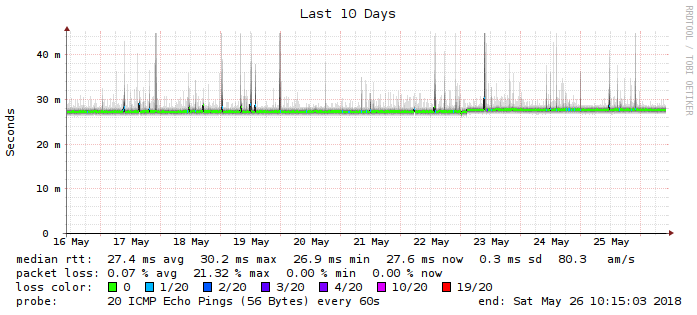 Last 10 Days
RRDTOOL / TOBI OETIKER
Seconds
40 m
30 m
20 m
10 m
0
16 May 17 May 18 May 19 May 20 May 21 May 22 May 23 May 24 May 25 May
median rtt: 27.4 ms avg 30.2 ms max 26.9 ms min 27.6 ms now 0.3 ms sd 80.3 am/s
packet loss: 0.07 % avg 21.32 % max 0.00 % min 0.00 % now
loss color: 0 1/20 2/20 3/20 4/20 10/20 19/20
probe: 20 ICMP Echo Pings (56 Bytes) every 60s end: Sat May 26 10:15:03 2018